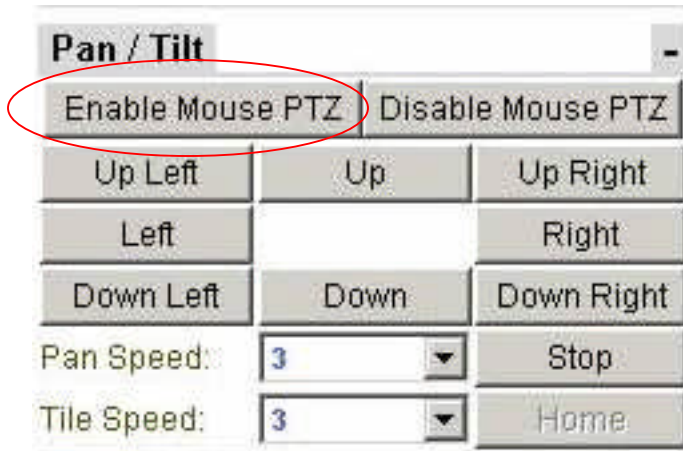 Pan / Tilt -
Enable Mouse PTZ Disable Mouse PTZ
Up Left Up Up Right
Left Right
Down Left Down Down Right
Pan Speed: 3 Stop
Tile Speed: 3 Home